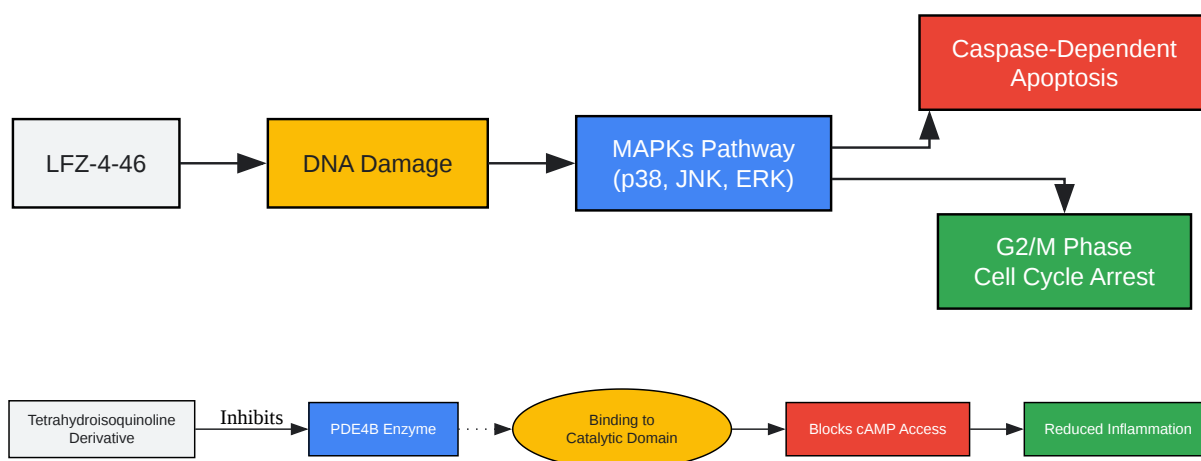 Caspase-Dependent
Apoptosis
LFZ-4-46
DNA Damage
MAPKs Pathway
(p38, JNK, ERK)
G2/M Phase
Cell Cycle Arrest
Tetrahydroisoquinoline
Derivative
Inhibits
PDE4B Enzyme
Binding to
Catalytic Domain
Blocks cAMP Access
Reduced Inflammation